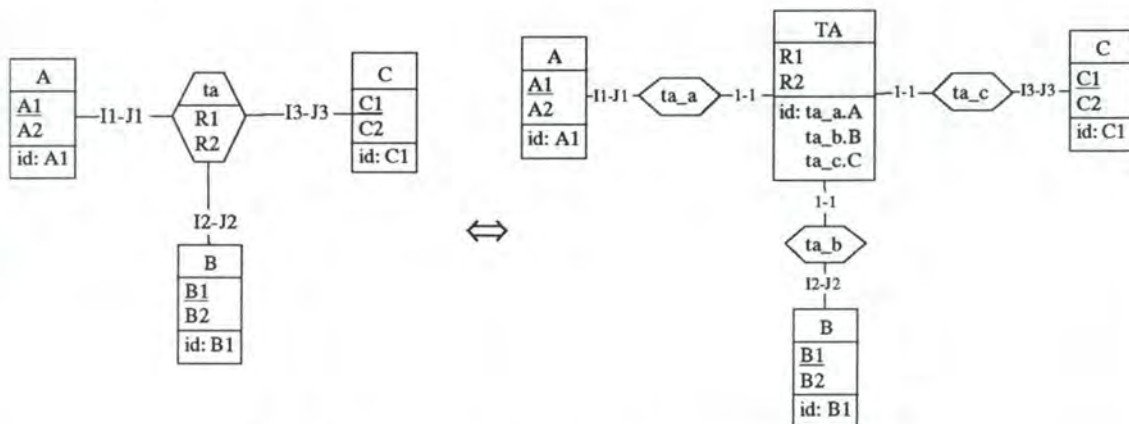 A
A1
A2
id: A1
I1-J1
ta
R1
R2
I3-J3
C
C1
C2
id: C1
I2-J2
B
B1
B2
id: B1
A
A1
A2
id: A1
I1-J1
ta_a
1-1
TA
R1
R2
id: ta_a.A
ta_b.B
ta_c.C
1-1
ta_c
I3-J3
C
C1
C2
id: C1
1-1
ta_b
I2-J2
B
B1
B2
id: B1